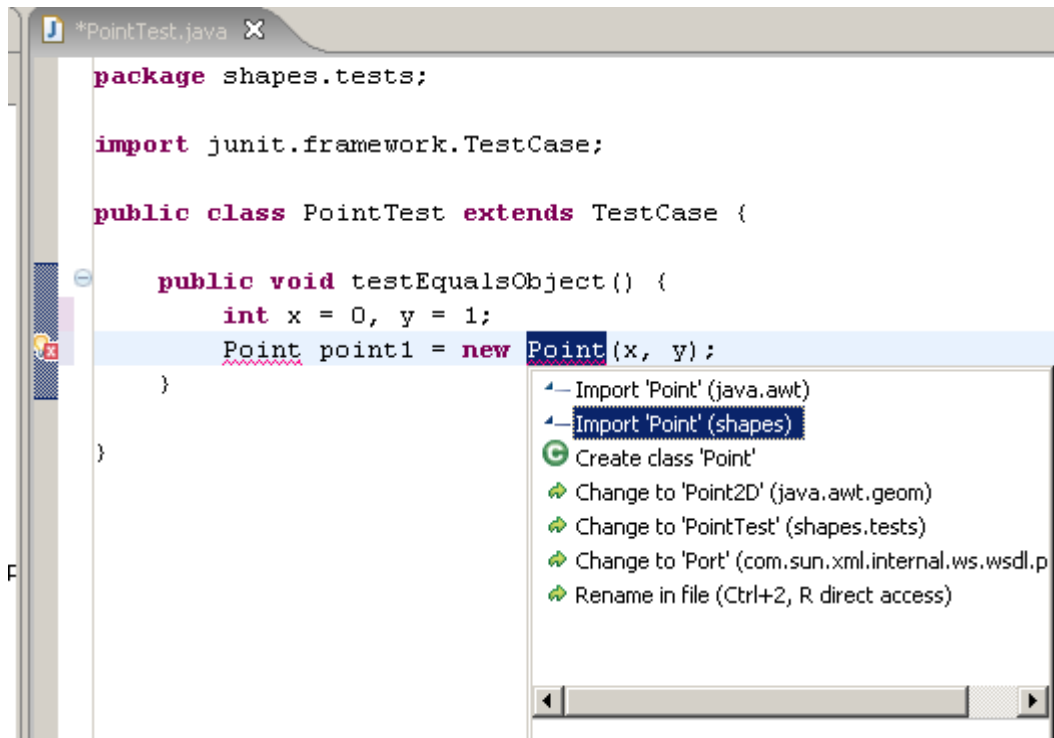 *PointTest.java
package shapes.tests;
import junit.framework.TestCase;
public class PointTest extends TestCase {
public void testEqualsObject() {
int x = 0, y = 1;
Point point1 = new Point(x, y);
}
}
Import 'Point' (java.awt)
Import 'Point' (shapes)
Create class 'Point'
Change to 'Point2D' (java.awt.geom)
Change to 'PointTest' (shapes.tests)
Change to 'Port' (com.sun.xml.internal.ws.wsdl.p
Rename in file (Ctrl+2, R direct access)